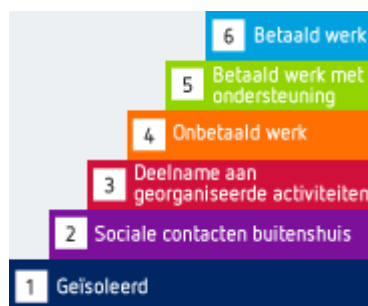 6 Betaald werk
5 Betaald werk met
ondersteuning
4 Onbetaald werk
3 Deelname aan
georganiseerde activiteiten
2 Sociale contacten buitenshuis
1 Geïsoleerd